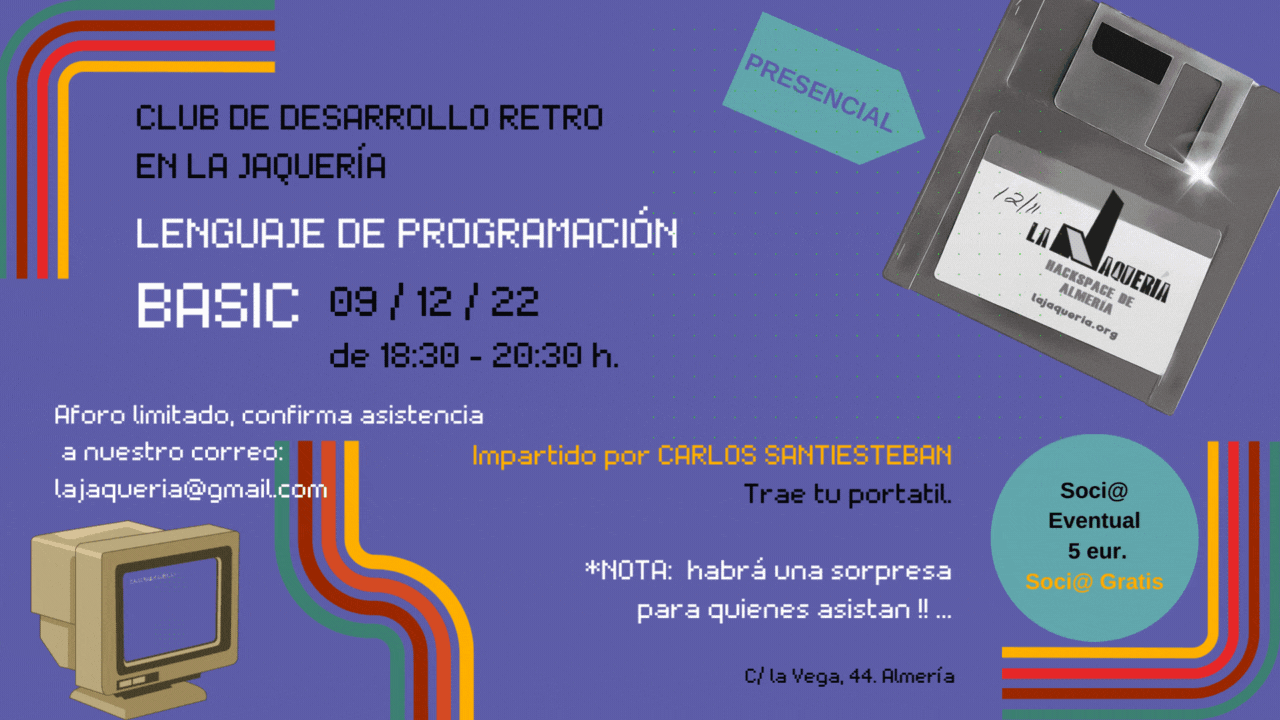 PRESENCIAL
CLUB DE DESARROLLO RETRO
EN LA JAQUERÍA
LENGUAJE DE PROGRAMACIÓN
BASIC 09 / 12 / 22
de 18:30 - 20:30 h.
12/11
LA JAQUERÍA
HACKSPACE DE
ALMERIA
lajaqueria.org
Aforo limitado, confirma asistencia
a nuestro correo:
lajaqueria@gmail.com
Impartido por CARLOS SANTIESTEBAN
Trae tu portatil.
*NOTA: habrá una sorpresa
para quienes asistan !! ...
C/ la Vega, 44. Almería
Soci@
Eventual
5 eur.
Soci@ Gratis